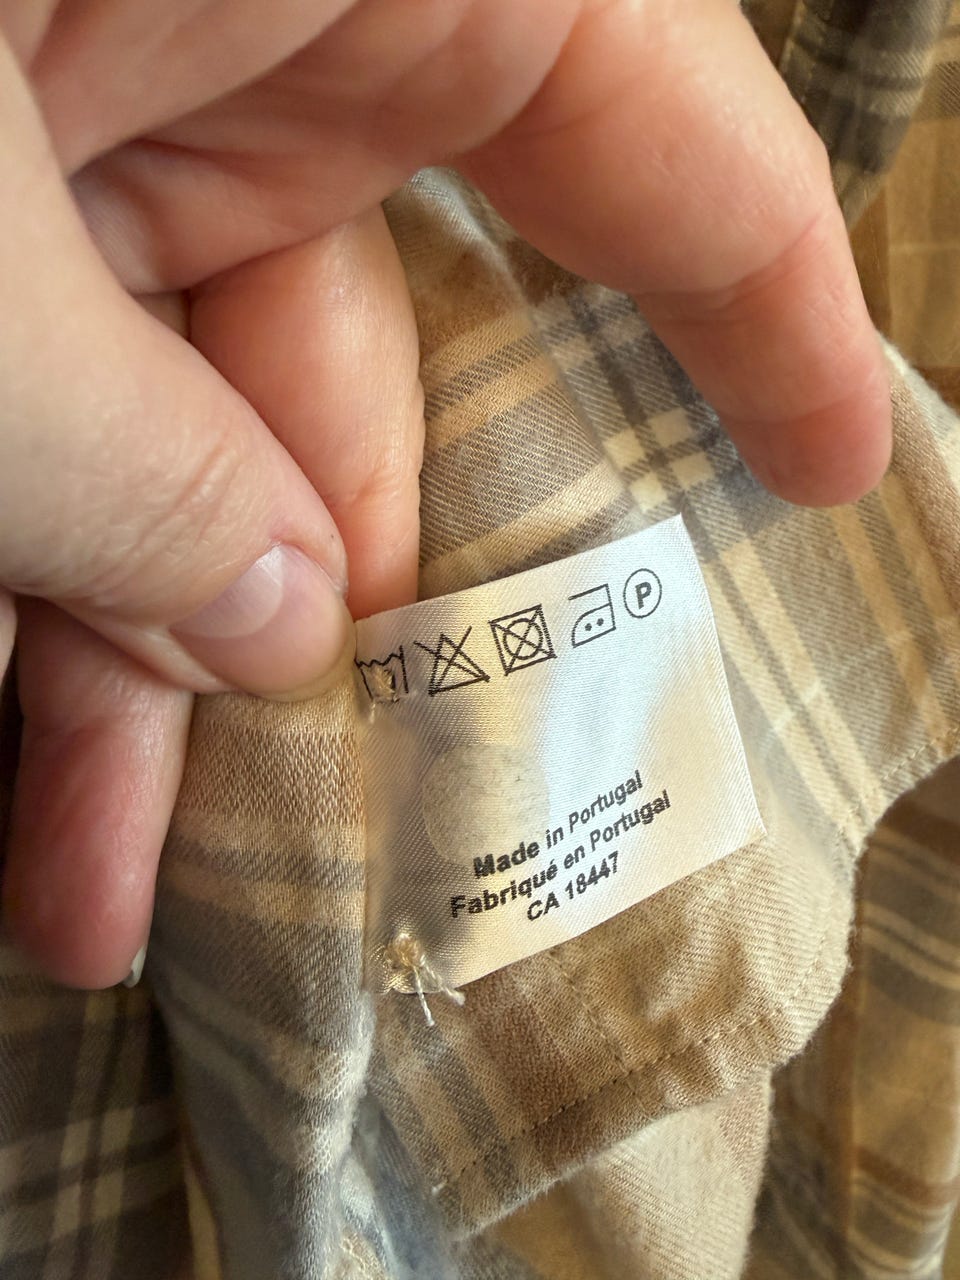 P
Made in Portugal
Fabriqué en Portugal
CA 18447